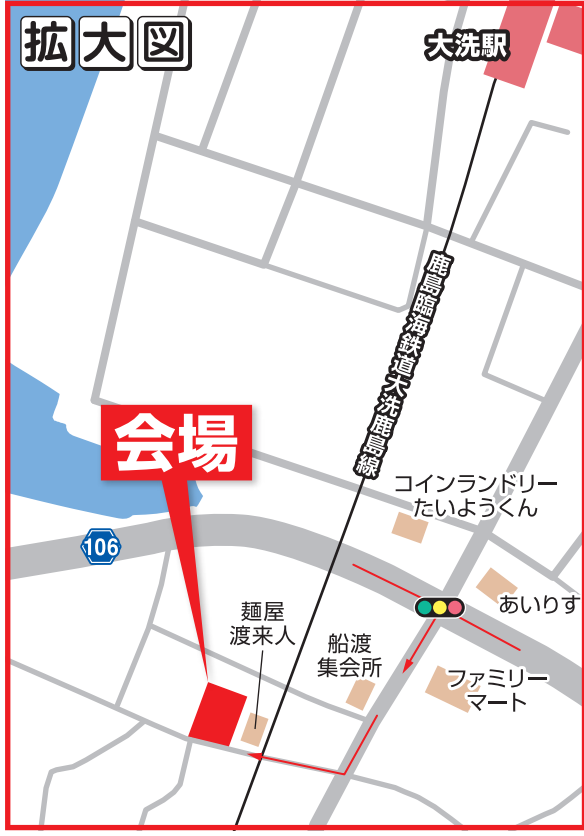 拡大図
大洗駅
鹿島臨海鉄道大洗鹿島線
会場
コインランドリー
たいようくん
106
あいりす
麺屋
渡来人
船渡
集会所
ファミリー
マート